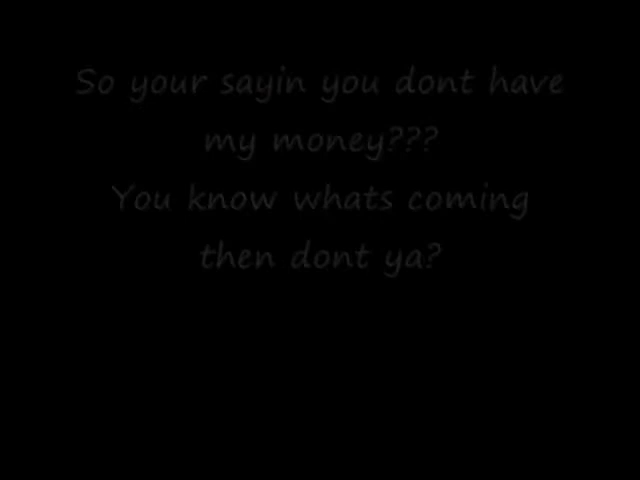 So your sayin you dont have
my money???
You know whats coming
then dont ya?